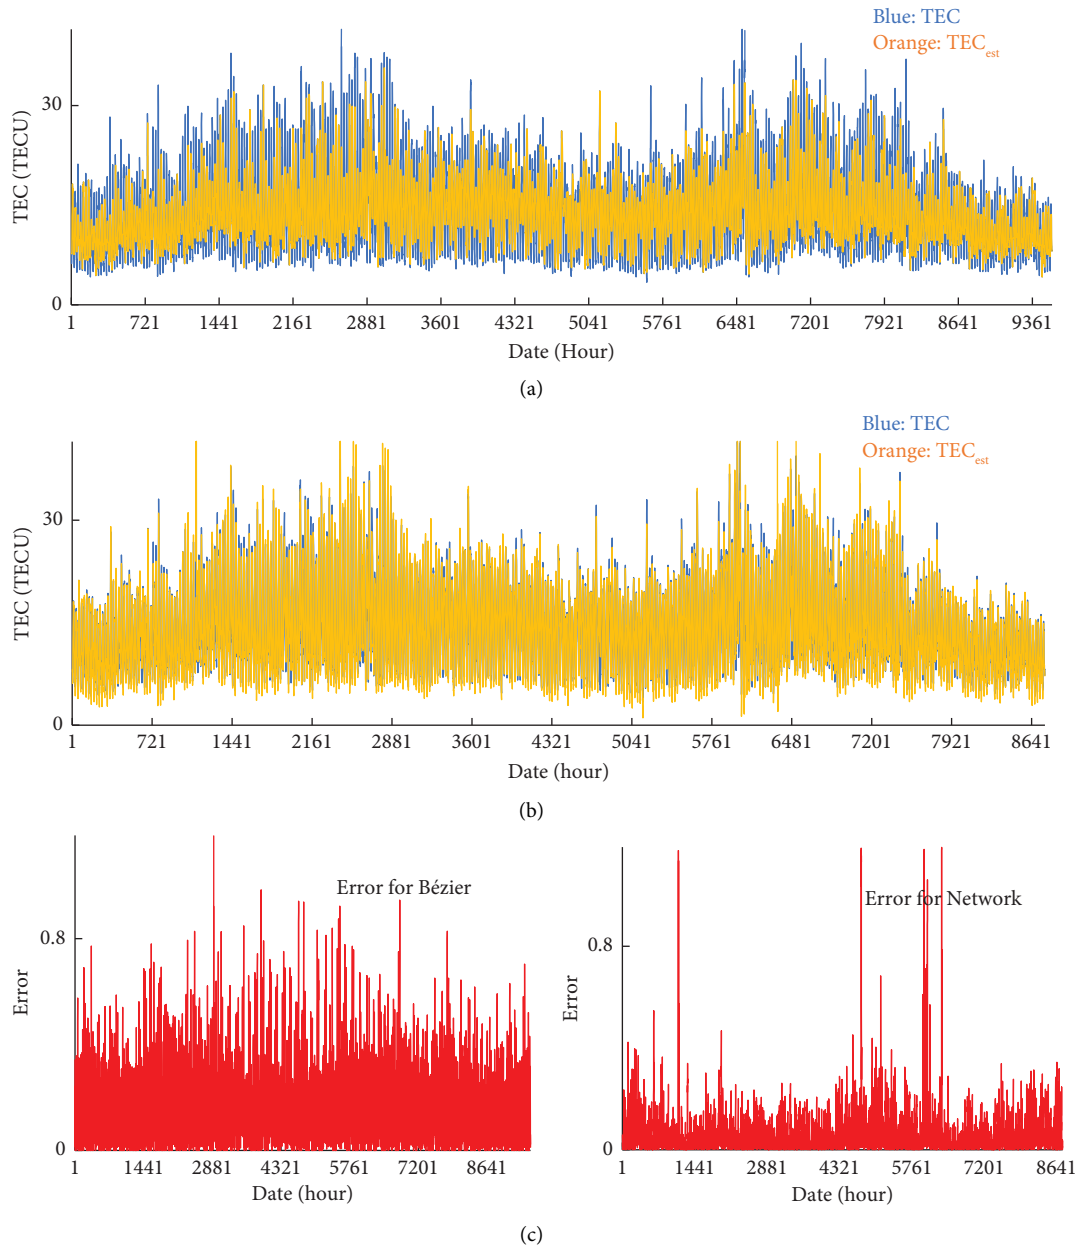 Blue: TEC
Orange: TECest
TEC (TECU)
30
0
1 721 1441 2161 2881 3601 4321 5041 5761 6481 7201 7921 8641 9361
Date (Hour)
(a)
Blue: TEC
Orange: TECest
TEC (TECU)
30
0
1 721 1441 2161 2881 3601 4321 5041 5761 6481 7201 7921 8641
Date (hour)
(b)
Error for Bézier
Error
0.8
0
1 1441 2881 4321 5761 7201 8641
Date (hour)
Error for Network
Error
0.8
0
1 1441 2881 4321 5761 7201 8641
Date (hour)
(c)